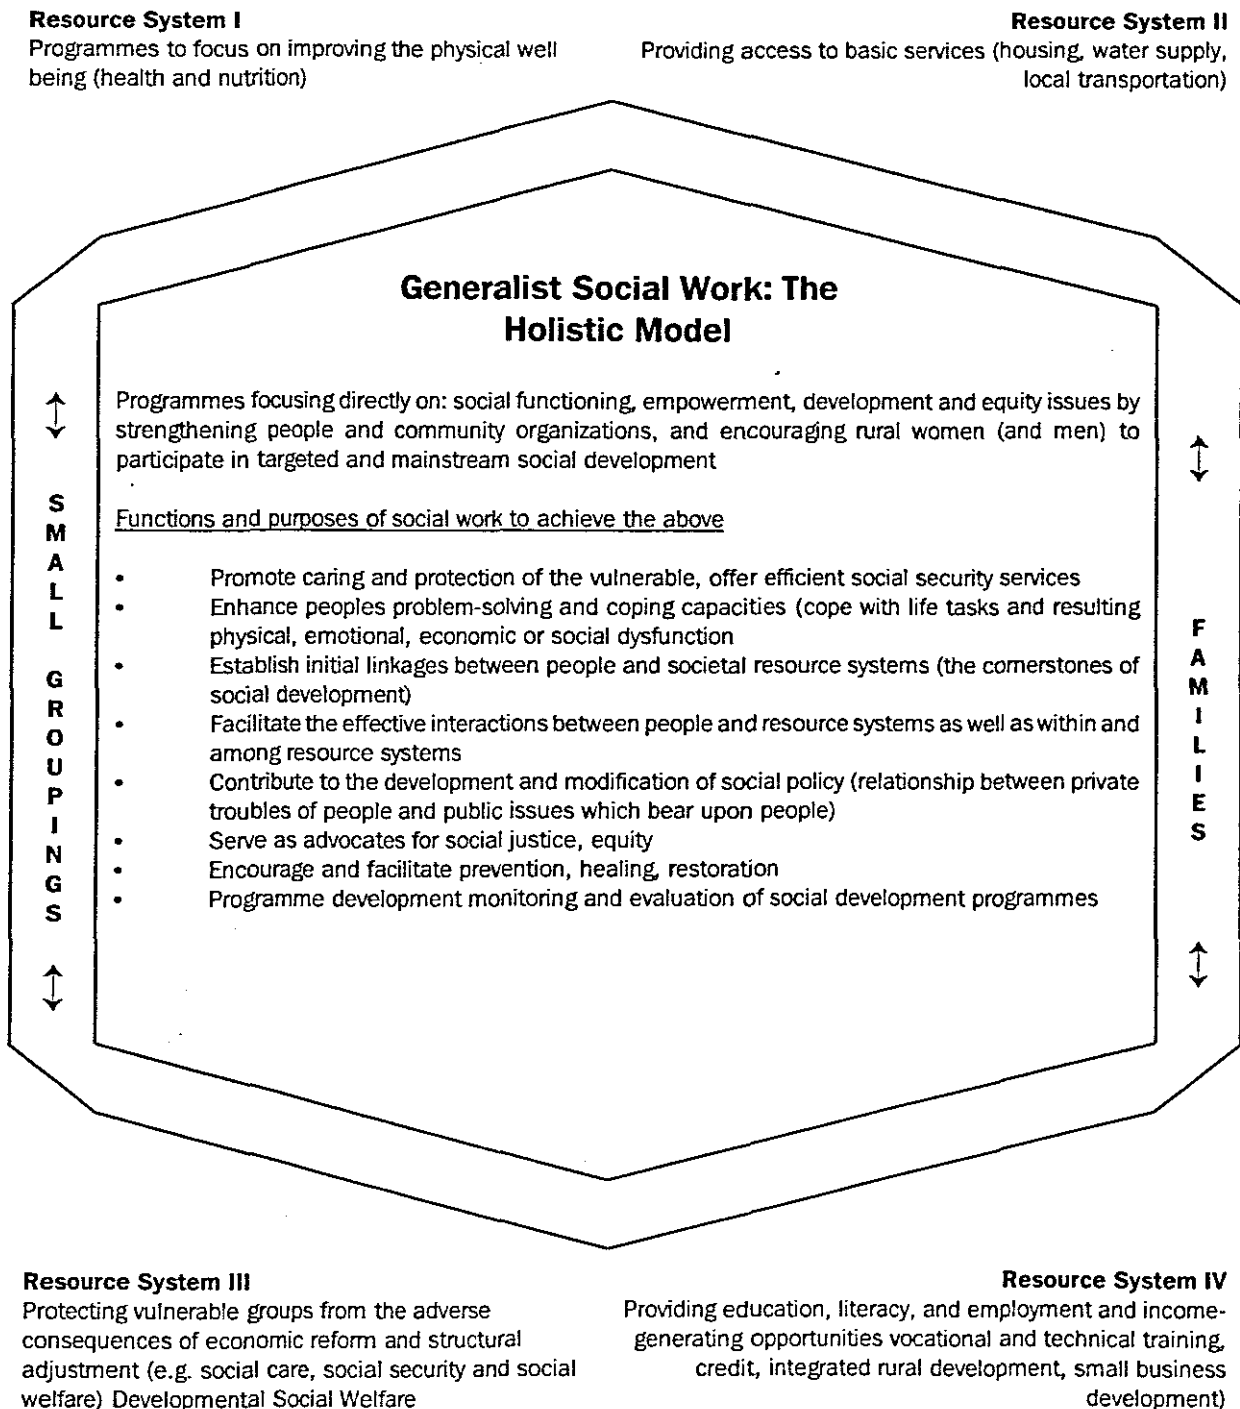 Resource System I
Programmes to focus on improving the physical well
being (health and nutrition)
Resource System II
Providing access to basic services (housing, water supply,
local transportation)
Generalist Social Work: The
Holistic Model
Programmes focusing directly on: social functioning, empowerment, development and equity issues by
strengthening people and community organizations, and encouraging rural women (and men) to
participate in targeted and mainstream social development
Functions and purposes of social work to achieve the above
• Promote caring and protection of the vulnerable, offer efficient social security services
• Enhance peoples problem-solving and coping capacities (cope with life tasks and resulting
physical, emotional, economic or social dysfunction
• Establish initial linkages between people and societal resource systems (the cornerstones of
social development)
• Facilitate the effective interactions between people and resource systems as well as within and
among resource systems
• Contribute to the development and modification of social policy (relationship between private
troubles of people and public issues which bear upon people)
• Serve as advocates for social justice, equity
• Encourage and facilitate prevention, healing, restoration
• Programme development monitoring and evaluation of social development programmes
SMALL GROUPINGS
FAMILIES
Resource System III
Protecting vulnerable groups from the adverse
consequences of economic reform and structural
adjustment (e.g. social care, social security and social
welfare) Developmental Social Welfare
Resource System IV
Providing education, literacy, and employment and income-
generating opportunities vocational and technical training,
credit, integrated rural development, small business
development)